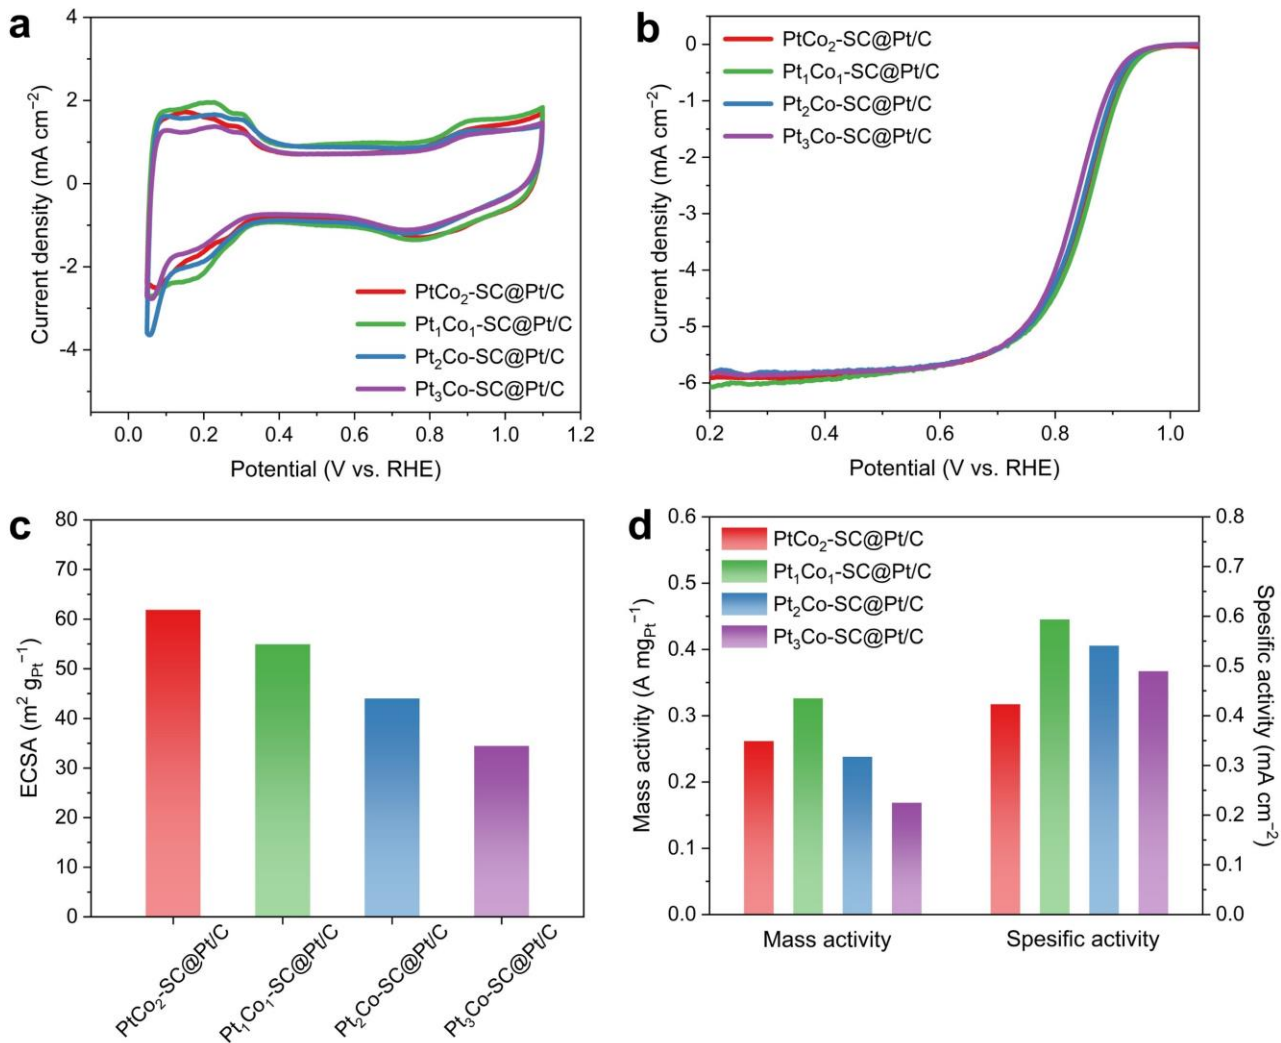 a
4
2
0
-2
-4
Current density (mA cm⁻²)
PtCo₂-SC@Pt/C
Pt₁Co₁-SC@Pt/C
Pt₂Co-SC@Pt/C
Pt₃Co-SC@Pt/C
0.0 0.2 0.4 0.6 0.8 1.0 1.2
Potential (V vs. RHE)
b
0
-1
-2
-3
-4
-5
-6
Current density (mA cm⁻²)
PtCo₂-SC@Pt/C
Pt₁Co₁-SC@Pt/C
Pt₂Co-SC@Pt/C
Pt₃Co-SC@Pt/C
0.2 0.4 0.6 0.8 1.0
Potential (V vs. RHE)
c
80
70
60
50
40
30
20
10
0
ECSA (m² g_Pt⁻¹)
PtCo₂-SC@Pt/C
Pt₁Co₁-SC@Pt/C
Pt₂Co-SC@Pt/C
Pt₃Co-SC@Pt/C
d
0.6
0.5
0.4
0.3
0.2
0.1
0.0
Mass activity (A mg_Pt⁻¹)
PtCo₂-SC@Pt/C
Pt₁Co₁-SC@Pt/C
Pt₂Co-SC@Pt/C
Pt₃Co-SC@Pt/C
0.8
0.7
0.6
0.5
0.4
0.3
0.2
0.1
0.0
Spesific activity (mA cm⁻²)
Mass activity
Spesific activity